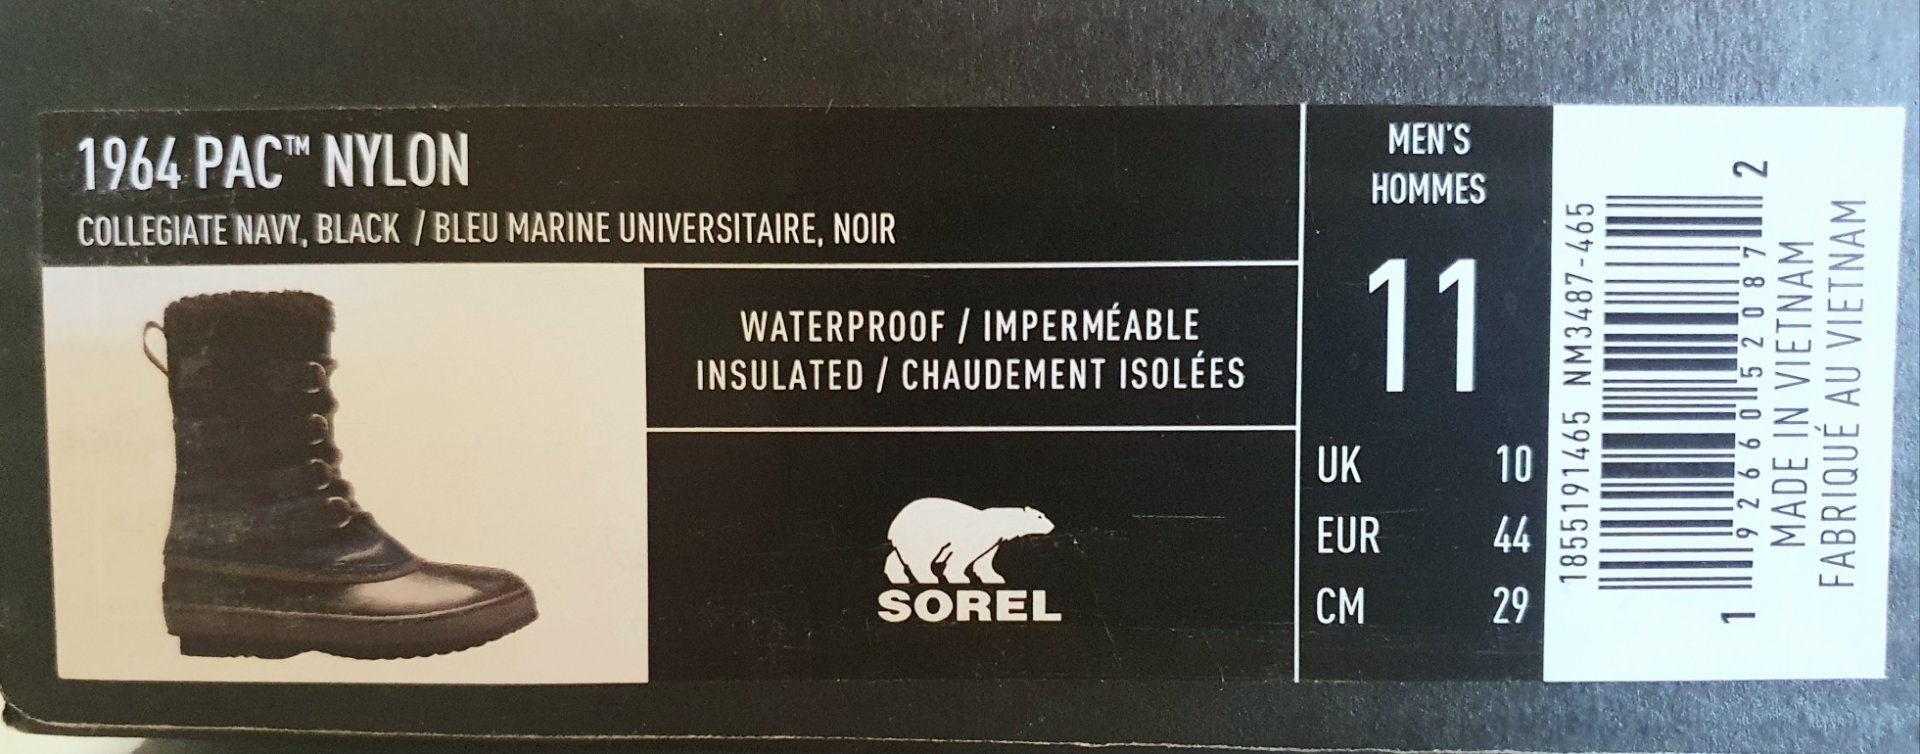 1964 PAC™ NYLON
COLLEGIATE NAVY, BLACK / BLEU MARINE UNIVERSITAIRE, NOIR
WATERPROOF / IMPERMÉABLE
INSULATED / CHAUDEMENT ISOLÉES
SOREL
MEN'S
HOMMES
11
UK 10
EUR 44
CM 29
1855191465 NM3487-465
1 92660 52087 2
MADE IN VIETNAM
FABRIQUÉ AU VIETNAM